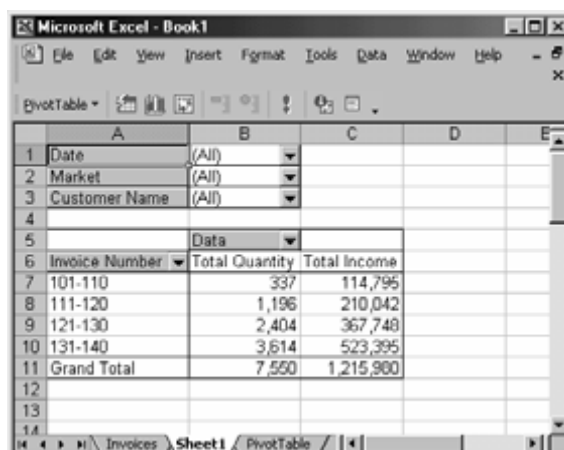 Microsoft Excel - Book1
File Edit View Insert Format Tools Data Window Help
PivotTable
A B C D E
1 Date (All)
2 Market (All)
3 Customer Name (All)
4
5 Data
6 Invoice Number Total Quantity Total Income
7 101-110 337 114,795
8 111-120 1,196 210,042
9 121-130 2,404 367,748
10 131-140 3,614 523,395
11 Grand Total 7,550 1,215,980
12
13
14
Invoices Sheet1 PivotTable